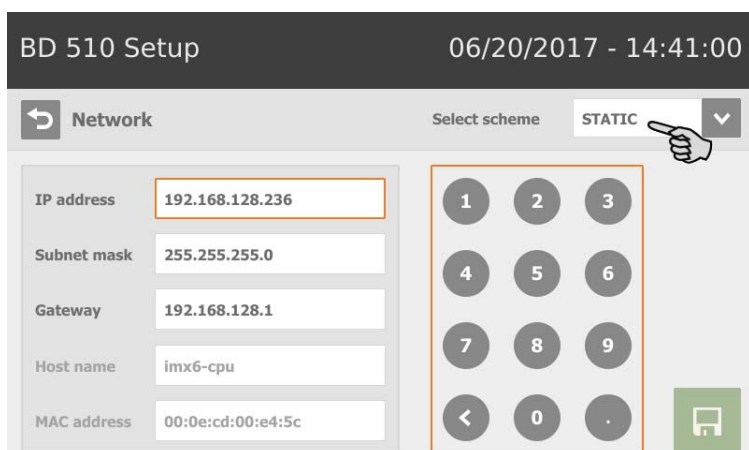 BD 510 Setup 06/20/2017 - 14:41:00
Network Select scheme STATIC
IP address 192.168.128.236
Subnet mask 255.255.255.0
Gateway 192.168.128.1
Host name imx6-cpu
MAC address 00:0e:cd:00:e4:5c
1 2 3
4 5 6
7 8 9
< 0 .